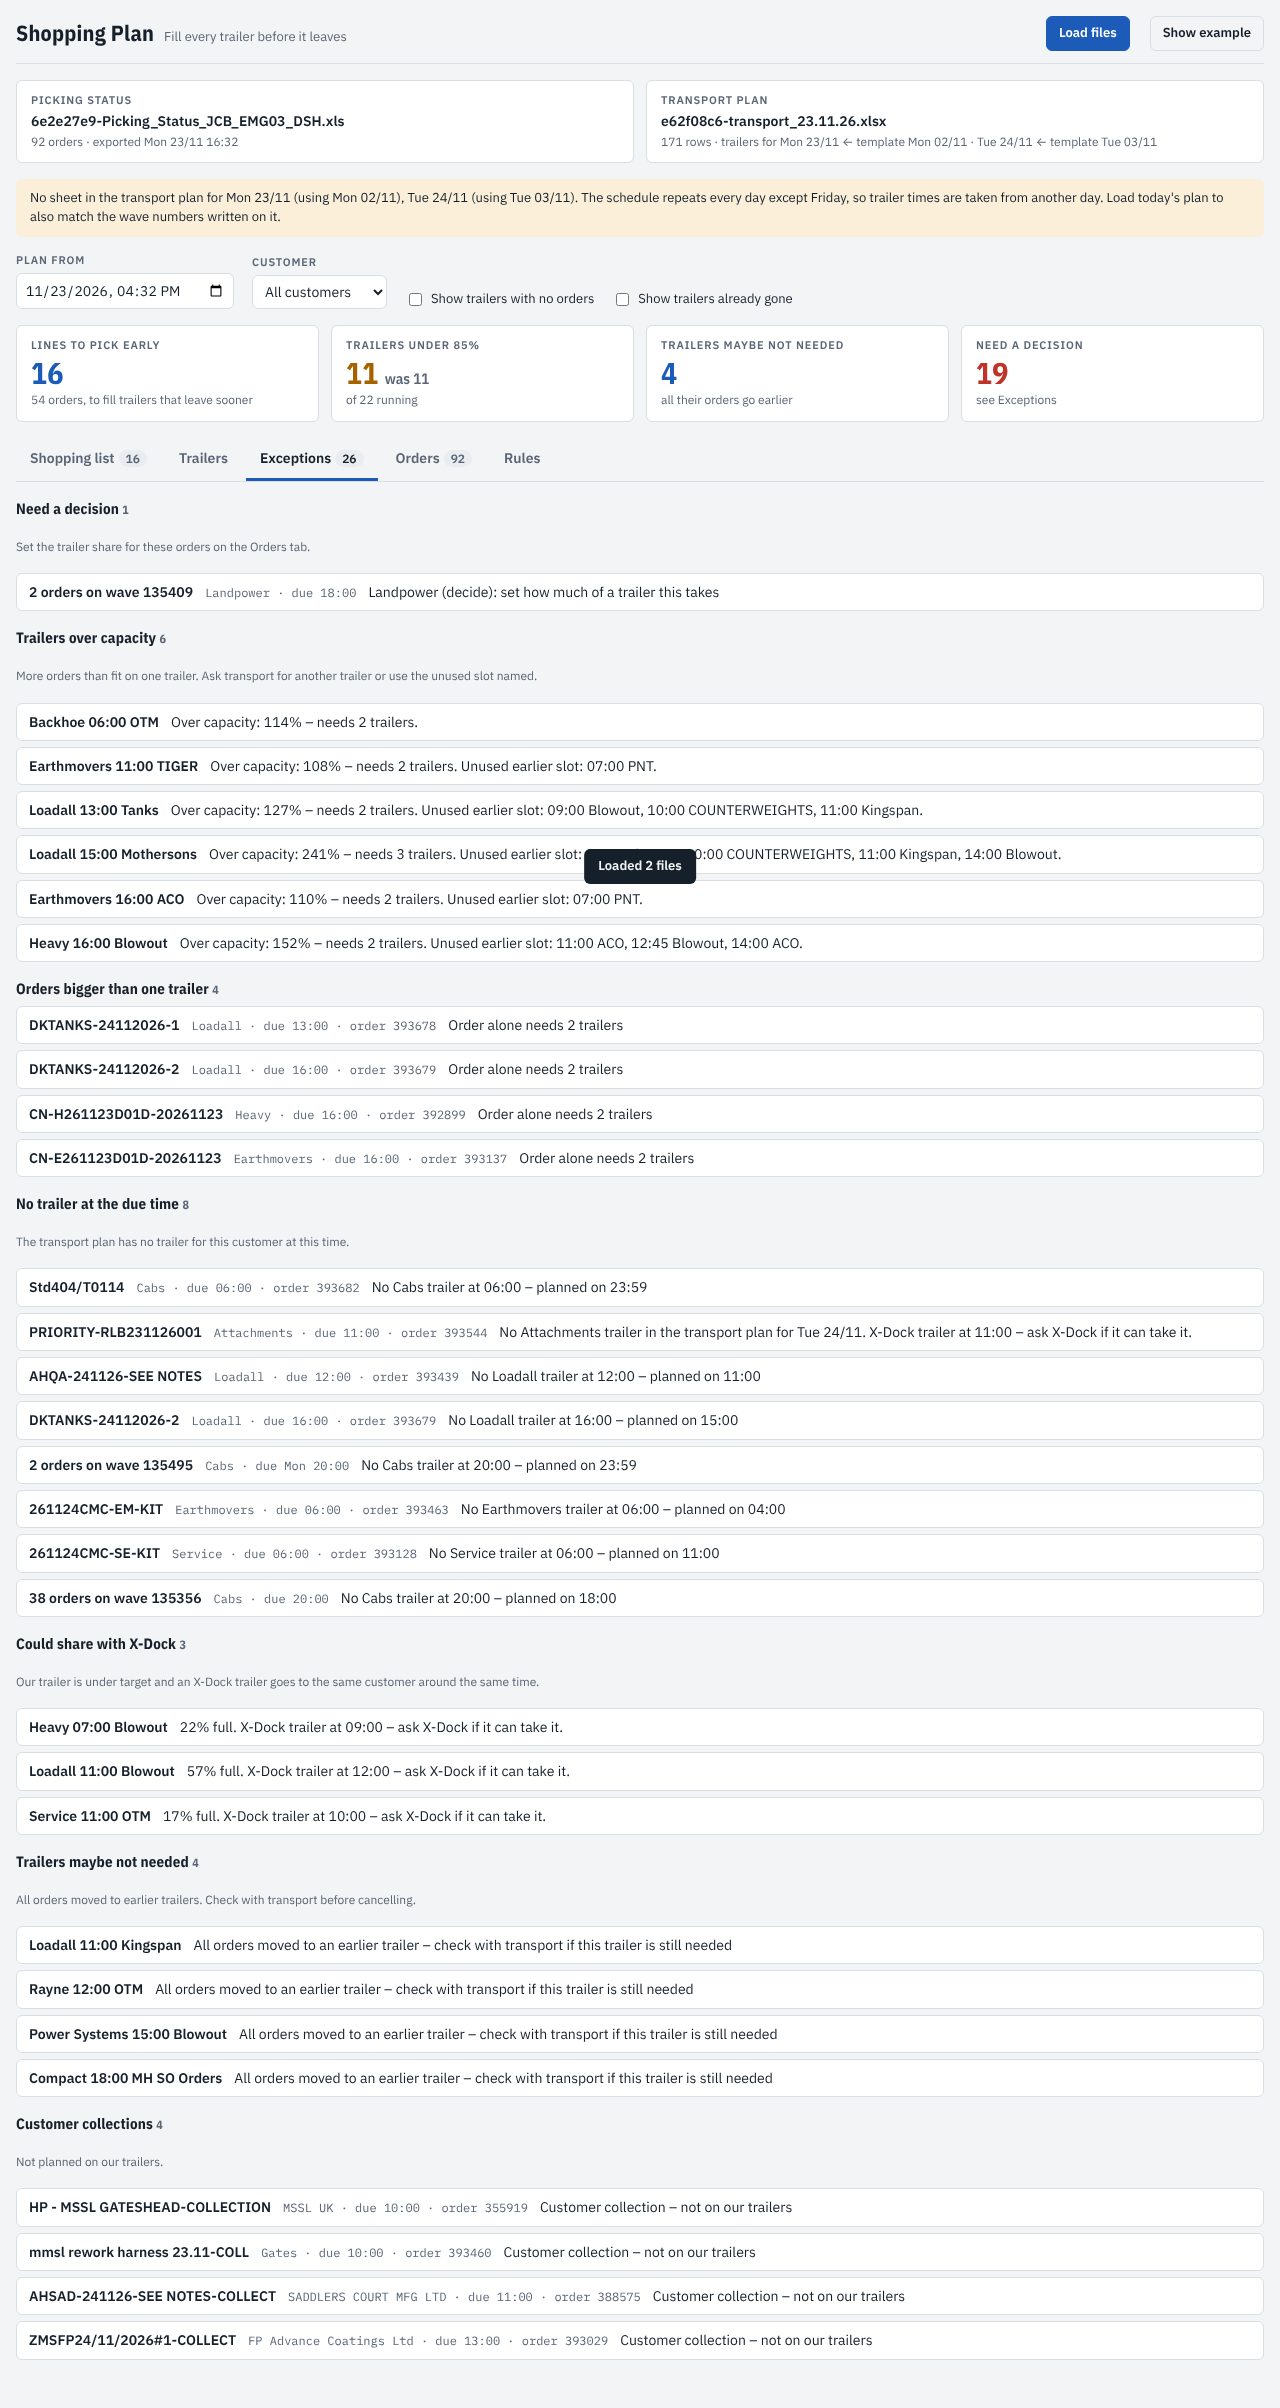 Shopping Plan Fill every trailer before it leaves
Load files
Show example
PICKING STATUS
6e2e27e9-Picking_Status_JCB_EMG03_DSH.xls
92 orders · exported Mon 23/11 16:32
TRANSPORT PLAN
e62f08c6-transport_23.11.26.xlsx
171 rows · trailers for Mon 23/11 ← template Mon 02/11 · Tue 24/11 ← template Tue 03/11
No sheet in the transport plan for Mon 23/11 (using Mon 02/11), Tue 24/11 (using Tue 03/11). The schedule repeats every day except Friday, so trailer times are taken from another day. Load today's plan to
also match the wave numbers written on it.
PLAN FROM
11/23/2026, 04:32 PM
CUSTOMER
All customers
Show trailers with no orders
Show trailers already gone
LINES TO PICK EARLY
16
54 orders, to fill trailers that leave sooner
TRAILERS UNDER 85%
11 was 11
of 22 running
TRAILERS MAYBE NOT NEEDED
4
all their orders go earlier
NEED A DECISION
19
see Exceptions
Shopping list 16
Trailers
Exceptions 26
Orders 92
Rules
Need a decision 1
Set the trailer share for these orders on the Orders tab.
2 orders on wave 135409 Landpower · due 18:00 Landpower (decide): set how much of a trailer this takes
Trailers over capacity 6
More orders than fit on one trailer. Ask transport for another trailer or use the unused slot named.
Backhoe 06:00 OTM Over capacity: 114% – needs 2 trailers.
Earthmovers 11:00 TIGER Over capacity: 108% – needs 2 trailers. Unused earlier slot: 07:00 PNT.
Loadall 13:00 Tanks Over capacity: 127% – needs 2 trailers. Unused earlier slot: 09:00 Blowout, 10:00 COUNTERWEIGHTS, 11:00 Kingspan.
Loadall 15:00 Mothersons Over capacity: 241% – needs 3 trailers. Unused earlier slot: 0:00 COUNTERWEIGHTS, 11:00 Kingspan, 14:00 Blowout.
Loaded 2 files
Earthmovers 16:00 ACO Over capacity: 110% – needs 2 trailers. Unused earlier slot: 07:00 PNT.
Heavy 16:00 Blowout Over capacity: 152% – needs 2 trailers. Unused earlier slot: 11:00 ACO, 12:45 Blowout, 14:00 ACO.
Orders bigger than one trailer 4
DKTANKS-24112026-1 Loadall · due 13:00 · order 393678 Order alone needs 2 trailers
DKTANKS-24112026-2 Loadall · due 16:00 · order 393679 Order alone needs 2 trailers
CN-H261123D01D-20261123 Heavy · due 16:00 · order 392899 Order alone needs 2 trailers
CN-E261123D01D-20261123 Earthmovers · due 16:00 · order 393137 Order alone needs 2 trailers
No trailer at the due time 8
The transport plan has no trailer for this customer at this time.
Std404/T0114 Cabs · due 06:00 · order 393682 No Cabs trailer at 06:00 – planned on 23:59
PRIORITY-RLB231126001 Attachments · due 11:00 · order 393544 No Attachments trailer in the transport plan for Tue 24/11. X-Dock trailer at 11:00 – ask X-Dock if it can take it.
AHQA-241126-SEE NOTES Loadall · due 12:00 · order 393439 No Loadall trailer at 12:00 – planned on 11:00
DKTANKS-24112026-2 Loadall · due 16:00 · order 393679 No Loadall trailer at 16:00 – planned on 15:00
2 orders on wave 135495 Cabs · due Mon 20:00 No Cabs trailer at 20:00 – planned on 23:59
261124CMC-EM-KIT Earthmovers · due 06:00 · order 393463 No Earthmovers trailer at 06:00 – planned on 04:00
261124CMC-SE-KIT Service · due 06:00 · order 393128 No Service trailer at 06:00 – planned on 11:00
38 orders on wave 135356 Cabs · due 20:00 No Cabs trailer at 20:00 – planned on 18:00
Could share with X-Dock 3
Our trailer is under target and an X-Dock trailer goes to the same customer around the same time.
Heavy 07:00 Blowout 22% full. X-Dock trailer at 09:00 – ask X-Dock if it can take it.
Loadall 11:00 Blowout 57% full. X-Dock trailer at 12:00 – ask X-Dock if it can take it.
Service 11:00 OTM 17% full. X-Dock trailer at 10:00 – ask X-Dock if it can take it.
Trailers maybe not needed 4
All orders moved to earlier trailers. Check with transport before cancelling.
Loadall 11:00 Kingspan All orders moved to an earlier trailer – check with transport if this trailer is still needed
Rayne 12:00 OTM All orders moved to an earlier trailer – check with transport if this trailer is still needed
Power Systems 15:00 Blowout All orders moved to an earlier trailer – check with transport if this trailer is still needed
Compact 18:00 MH SO Orders All orders moved to an earlier trailer – check with transport if this trailer is still needed
Customer collections 4
Not planned on our trailers.
HP - MSSL GATESHEAD-COLLECTION MSSL UK · due 10:00 · order 355919 Customer collection – not on our trailers
mmsl rework harness 23.11-COLL Gates · due 10:00 · order 393460 Customer collection – not on our trailers
AHSAD-241126-SEE NOTES-COLLECT SADDLERS COURT MFG LTD · due 11:00 · order 388575 Customer collection – not on our trailers
ZMSFP24/11/2026#1-COLLECT FP Advance Coatings Ltd · due 13:00 · order 393029 Customer collection – not on our trailers